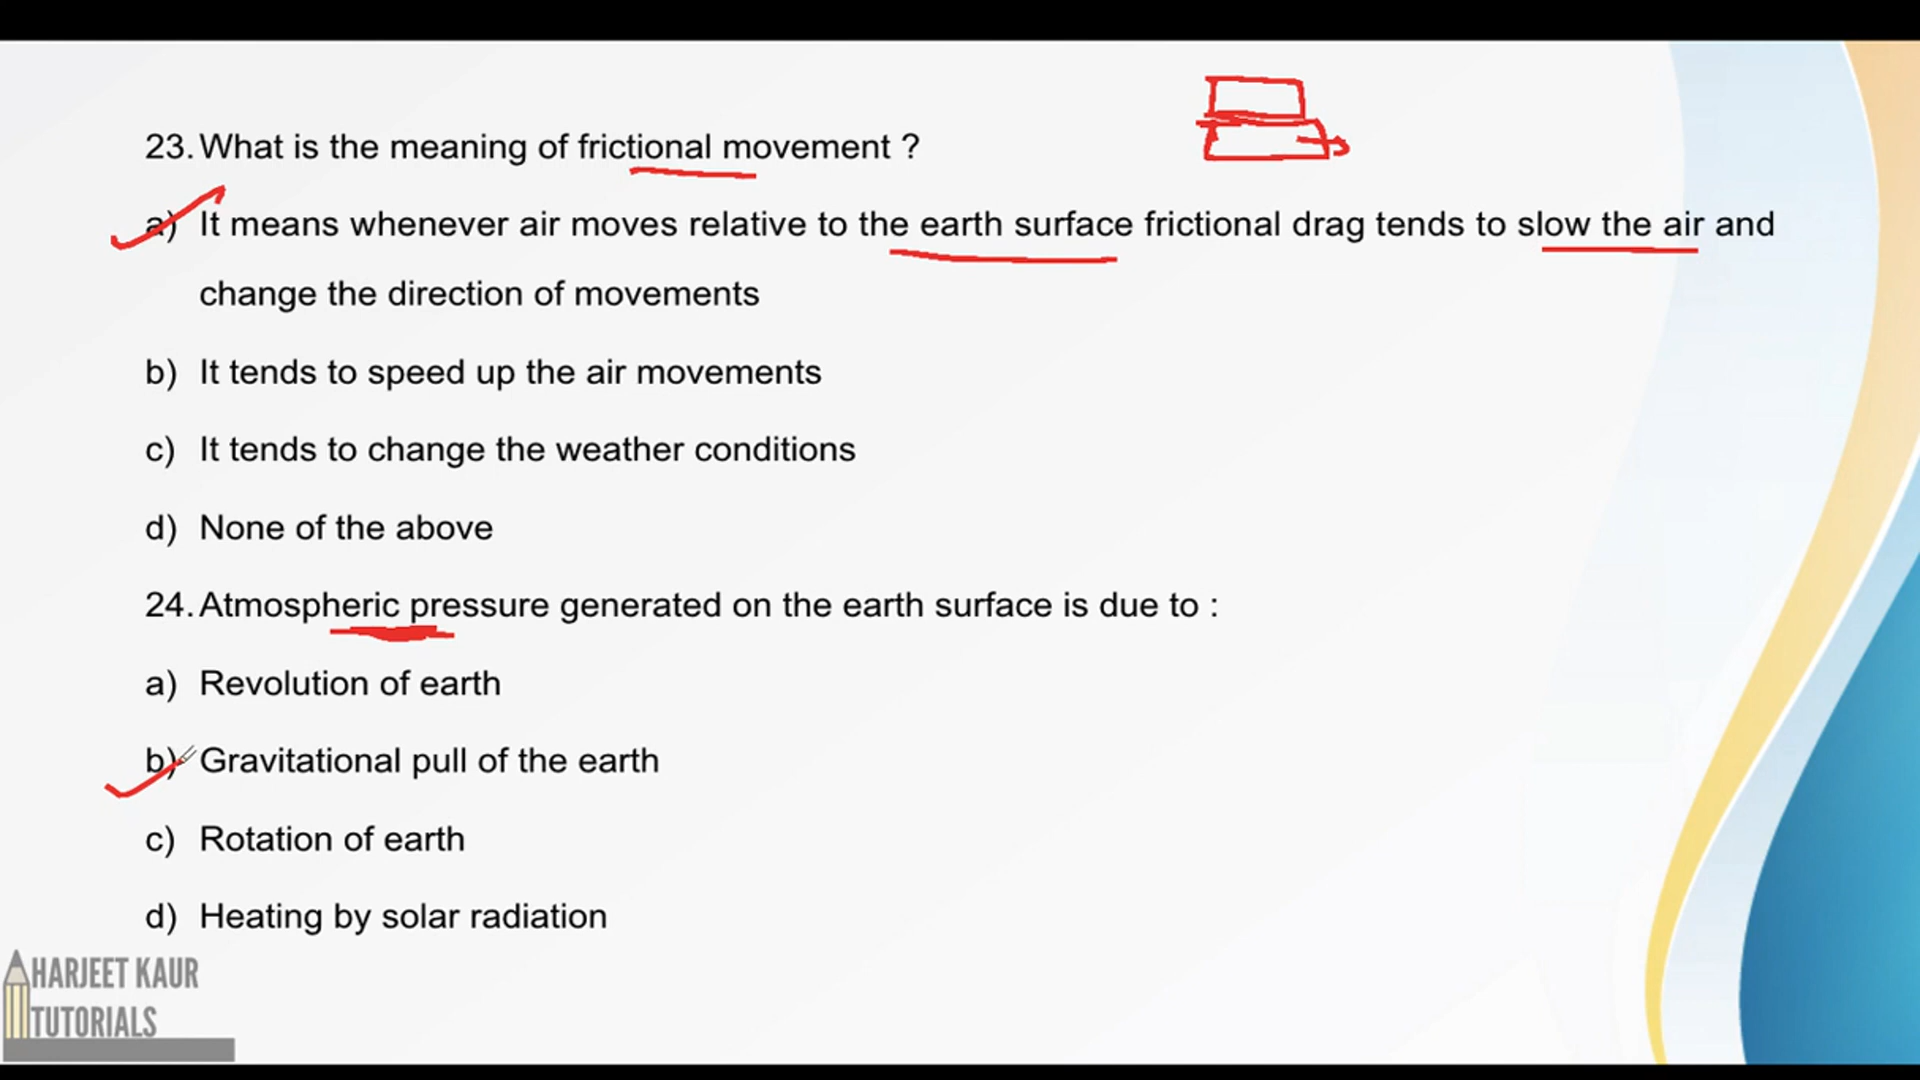 23. What is the meaning of frictional movement ?
a) It means whenever air moves relative to the earth surface frictional drag tends to slow the air and
change the direction of movements
b) It tends to speed up the air movements
c) It tends to change the weather conditions
d) None of the above
24. Atmospheric pressure generated on the earth surface is due to :
a) Revolution of earth
b) Gravitational pull of the earth
c) Rotation of earth
d) Heating by solar radiation
HARJEET KAUR
TUTORIALS